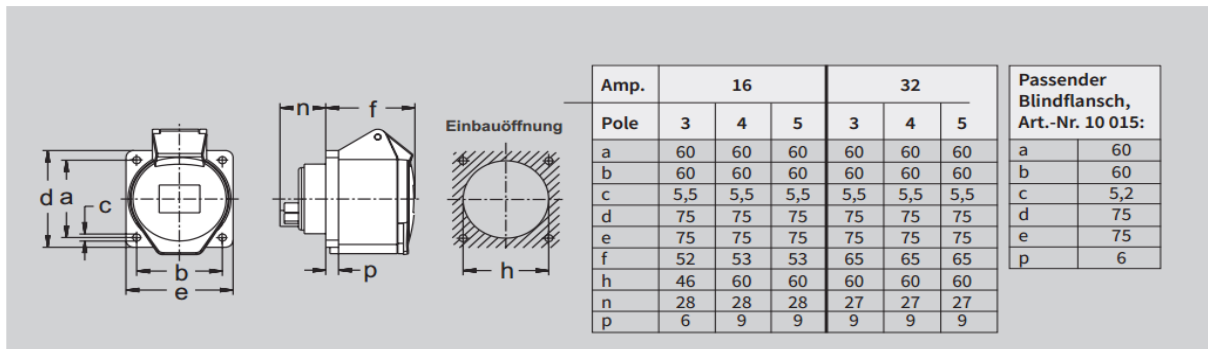 n f
d a c
b
e
p
Einbauöffnung
h
Amp. 16 32
Pole 3 4 5 3 4 5
a 60 60 60 60 60 60
b 60 60 60 60 60 60
c 5,5 5,5 5,5 5,5 5,5 5,5
d 75 75 75 75 75 75
e 75 75 75 75 75 75
f 52 53 53 65 65 65
h 46 60 60 60 60 60
n 28 28 28 27 27 27
p 6 9 9 9 9 9
Passender
Blindflansch,
Art.-Nr. 10 015:
a 60
b 60
c 5,2
d 75
e 75
p 6